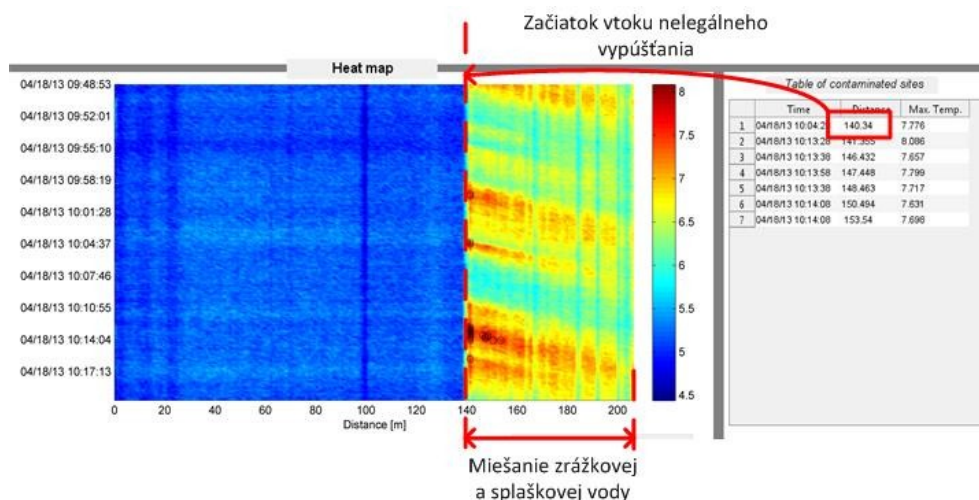 Začiatok vtoku nelegálneho
vypúšťania
Heat map
Table of contaminated sites
Time Distance Max. Temp.
1 04/18/13 10:04:2 140.34 7.776
2 04/18/13 10:13:28 141.355 8.086
3 04/18/13 10:13:38 146.432 7.657
4 04/18/13 10:13:58 147.448 7.799
5 04/18/13 10:13:38 148.463 7.717
6 04/18/13 10:14:08 150.494 7.631
7 04/18/13 10:14:08 153.54 7.698
04/18/13 09:48:53
04/18/13 09:52:01
04/18/13 09:55:10
04/18/13 09:58:19
04/18/13 10:01:28
04/18/13 10:04:37
04/18/13 10:07:46
04/18/13 10:10:55
04/18/13 10:14:04
04/18/13 10:17:13
0 20 40 60 80 100 120 140 160 180 200
Distance [m]
8
7.5
7
6.5
6
5.5
5
4.5
Miešanie zrážkovej
a splaškovej vody